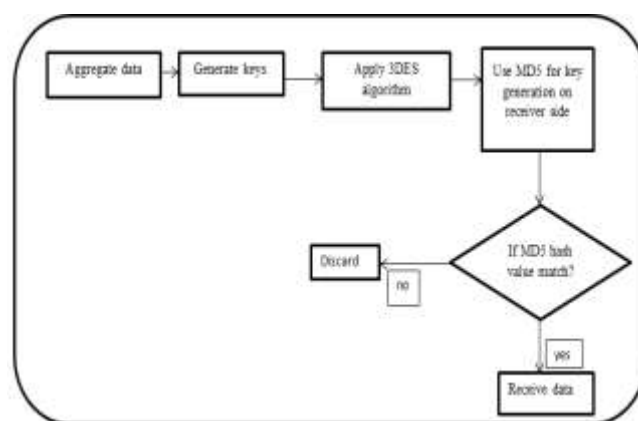 Aggregate data
Generate keys
Apply 3DES
algorithm
Use MD5 for key
generation on
receiver side
If MD5 hash
value match?
Discard
no
yes
Receive data